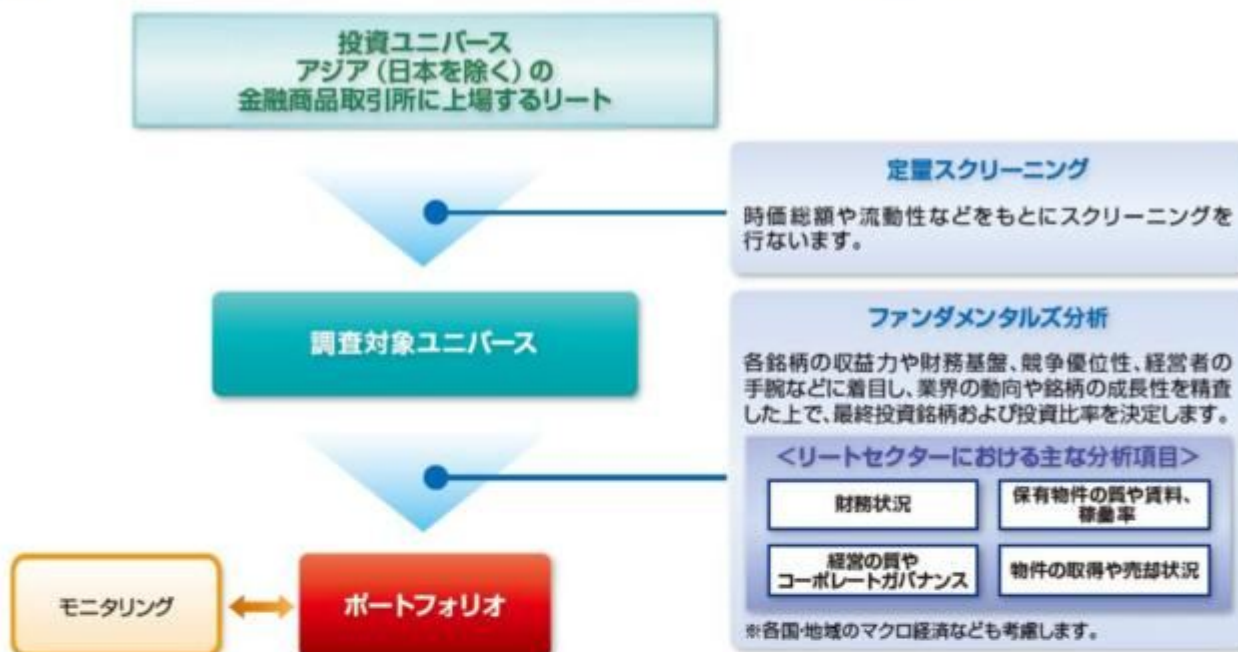 投資ユニバース
アジア(日本を除く)の
金融商品取引所に上場するリート
定量スクリーニング
時価総額や流動性などをもとにスクリーニングを
行ないます。
調査対象ユニバース
ファンダメンタルズ分析
各銘柄の収益力や財務基盤、競争優位性、経営者の
手腕などに着目し、業界の動向や銘柄の成長性を精査
した上で、最終投資銘柄および投資比率を決定します。
<リートセクターにおける主な分析項目>
財務状況
保有物件の質や賃料、
稼働率
経営の質や
コーポレートガバナンス
物件の取得や売却状況
※各国・地域のマクロ経済なども考慮します。
モニタリング
ポートフォリオ